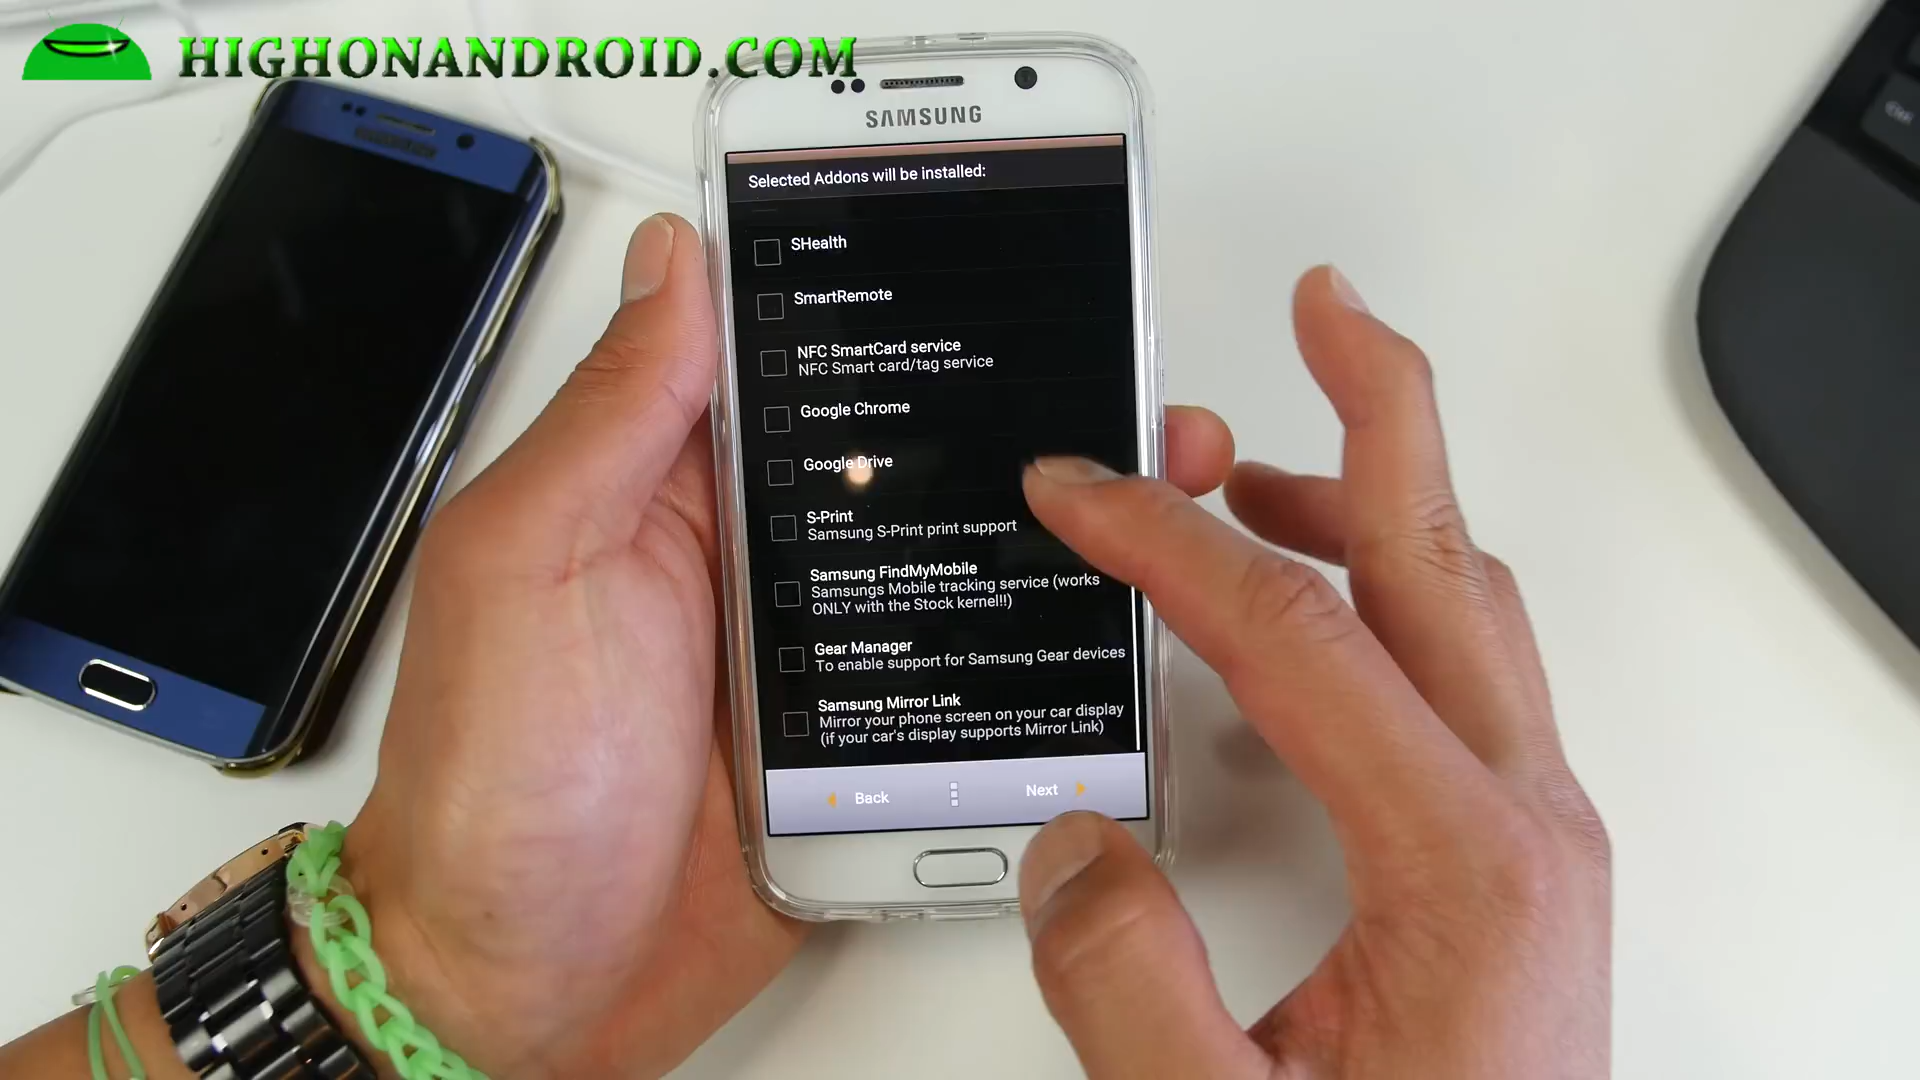 HIGHONANDROID.COM
SAMSUNG
Selected Addons will be installed:
SHealth
SmartRemote
NFC SmartCard service
NFC Smart card/tag service
Google Chrome
Google Drive
S-Print
Samsung S-Print print support
Samsung FindMyMobile
Samsungs Mobile tracking service (works
ONLY with the Stock kernel!!)
Gear Manager
To enable support for Samsung Gear devices
Samsung Mirror Link
Mirror your phone screen on your car display
(if your car's display supports Mirror Link)
Back
Next
Ctrl